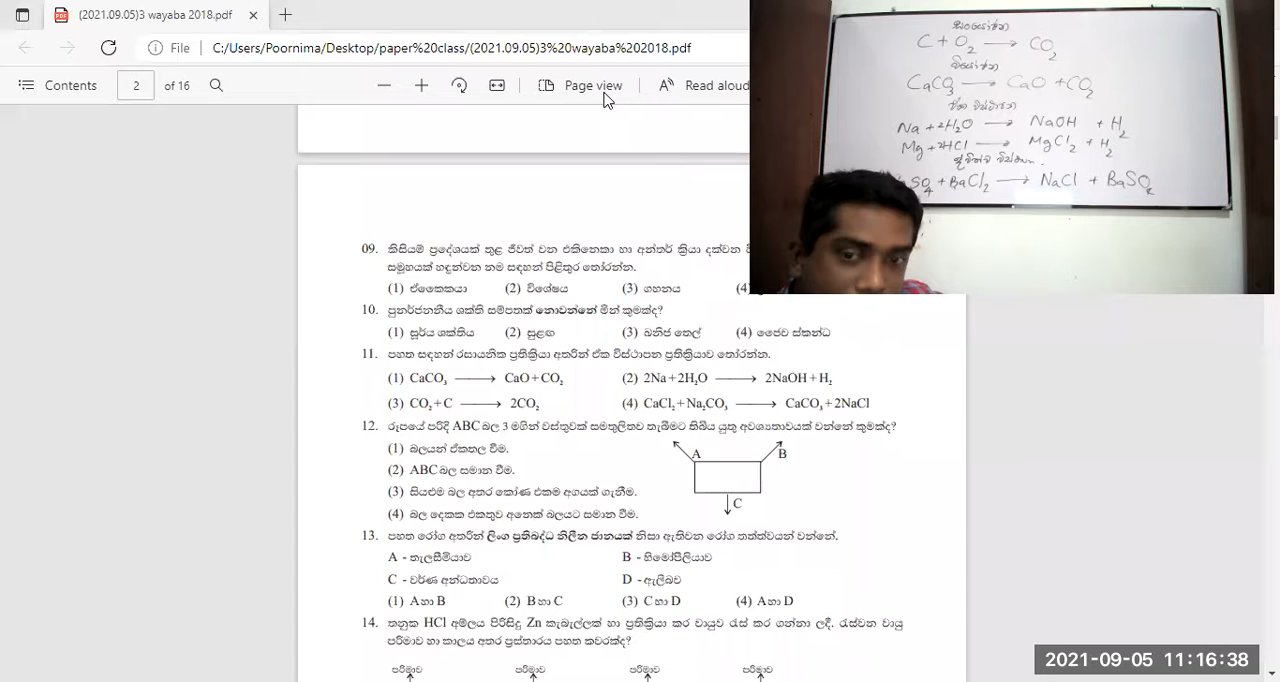 (2021.09.05)3 wayaba 2018.pdf
File C:/Users/Poornima/Desktop/paper%20class/(2021.09.05)3%20wayaba%202018.pdf
Contents 2 of 16 Page view Read aloud
සංයෝජන
C + O₂ → CO₂
වියෝජන
CaCO₃ → CaO + CO₂
ඒක විස්ථාපන
Na + 2H₂O → NaOH + H₂
Mg + 2HCl → MgCl₂ + H₂
ද්විත්ව
SO₄ + BaCl₂ → NaCl + BaSO₄
09. කිසියම් ප්‍රදේශයක් තුළ ජීවත් වන එකිනෙකා හා අන්තර් ක්‍රියා දක්වන
සමූහයක් හඳුන්වන නම සඳහන් පිළිතුර තෝරන්න.
(1) ඒකෛකයා (2) විශේෂය (3) ගහනය (4)
10. පුනර්ජනනීය ශක්ති සම්පතක් නොවන්නේ මින් කුමක්ද?
(1) සූර්ය ශක්තිය (2) සුළඟ (3) ඛනිජ තෙල් (4) ජෛව ස්කන්ධ
11. පහත සඳහන් රසායනික ප්‍රතික්‍රියා අතරින් ඒක විස්ථාපන ප්‍රතික්‍රියාව තෝරන්න.
(1) CaCO₃ → CaO + CO₂ (2) 2Na + 2H₂O → 2NaOH + H₂
(3) CO₂ + C → 2CO₂ (4) CaCl₂ + Na₂CO₃ → CaCO₃ + 2NaCl
12. රූපයේ පරිදි ABC බල 3 මගින් වස්තුවක් සමතුලිතව තැබීමට තිබිය යුතු අවශ්‍යතාවයක් වන්නේ කුමක්ද?
(1) බලයන් ඒකතල වීම.
(2) ABC බල සමාන වීම.
(3) සියළුම බල අතර කෝණ එකම අගයක් ගැනීම.
(4) බල දෙකක එකතුව අනෙක් බලයට සමාන වීම.
A B
C
13. පහත රෝග අතරින් ලිංග ප්‍රතිබද්ධ නිලීන ජානයක් නිසා ඇතිවන රෝග තත්ත්වයන් වන්නේ.
A - තැලසීමියාව B - හිමෝෆීලියාව
C - වර්ණ අන්ධතාවය D - ඇලිබව
(1) A හා B (2) B හා C (3) C හා D (4) A හා D
14. තනුක HCl අම්ලය පිරිසිදු Zn කැබැල්ලක් හා ප්‍රතික්‍රියා කර වායුව රැස් කර ගන්නා ලදී. රැස්වන වායු
පරිමාව හා කාලය අතර ප්‍රස්තාරය පහත කවරක්ද?
පරිමාව පරිමාව පරිමාව පරිමාව
2021-09-05 11:16:38